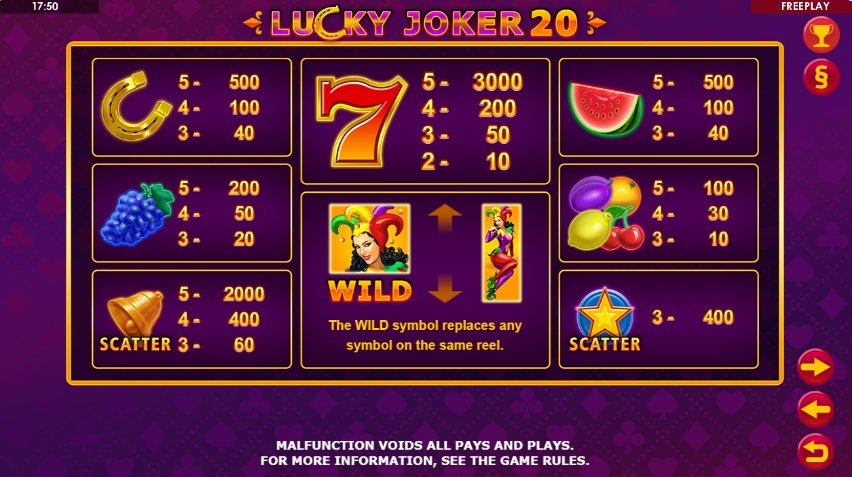 17:50
FREEPLAY
LUCKY JOKER 20
§
5 - 500
4 - 100
3 - 40
7
5 - 3000
4 - 200
3 - 50
2 - 10
5 - 500
4 - 100
3 - 40
5 - 200
4 - 50
3 - 20
WILD
The WILD symbol replaces any
symbol on the same reel.
5 - 100
4 - 30
3 - 10
SCATTER
5 - 2000
4 - 400
3 - 60
SCATTER
3 - 400
MALFUNCTION VOIDS ALL PAYS AND PLAYS.
FOR MORE INFORMATION, SEE THE GAME RULES.